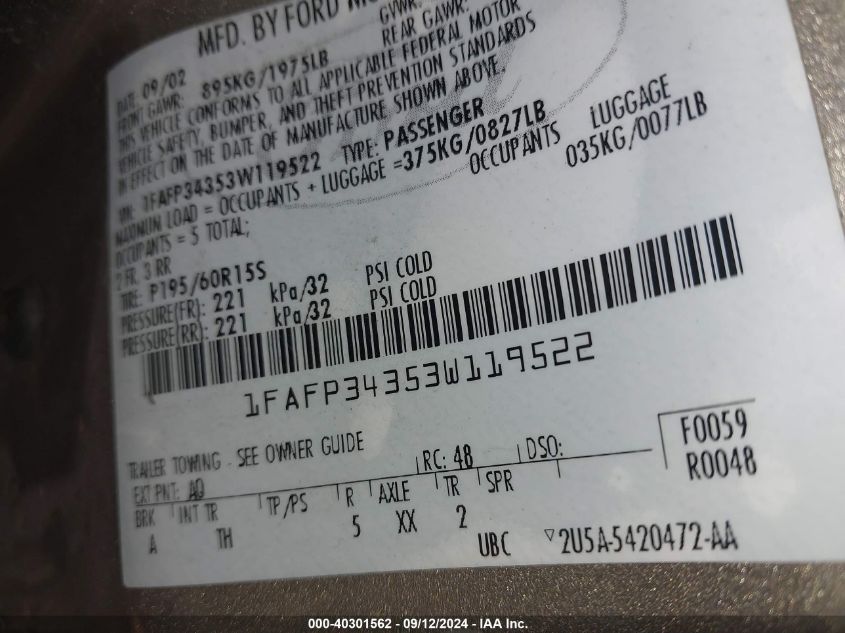 MFD. BY FORD
GVWR:
DATE: 09/02
REAR GAWR:
FRONT GAWR: 895KG/1975LB
THIS VEHICLE CONFORMS TO ALL APPLICABLE FEDERAL MOTOR
VEHICLE SAFETY, BUMPER, AND THEFT PREVENTION STANDARDS
IN EFFECT ON THE DATE OF MANUFACTURE SHOWN ABOVE.
VIN: 1FAFP34353W119522 TYPE: PASSENGER
MAXIMUM LOAD = OCCUPANTS + LUGGAGE =375KG/0827LB
OCCUPANTS = 5 TOTAL; OCCUPANTS LUGGAGE
2 FR, 3 RR 035KG/0077LB
TIRE: P195/60R15S
PRESSURE(FR): 221 kPa/32 PSI COLD
PRESSURE(RR): 221 kPa/32 PSI COLD
1FAFP34353W119522
TRAILER TOWING - SEE OWNER GUIDE
F0059
EXT PNT: AQ RC: 48 DSO:
R0048
BRK INT TR TP/PS R AXLE TR SPR
A TH 5 XX 2
UBC 2U5A-5420472-AA
000-40301562 - 09/12/2024 - IAA Inc.